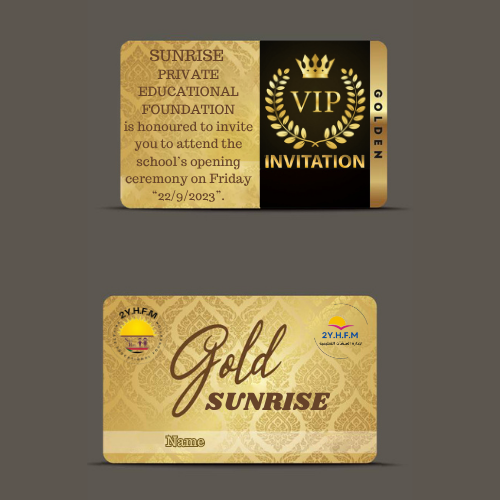 SUNRISE
PRIVATE
EDUCATIONAL
FOUNDATION
is honoured to invite
you to attend the
school's opening
ceremony on Friday
“22/9/2023”.
VIP
INVITATION
GOLDEN
2Y.H.F.M
2Y.H.F.M
Gold
SUNRISE
Name